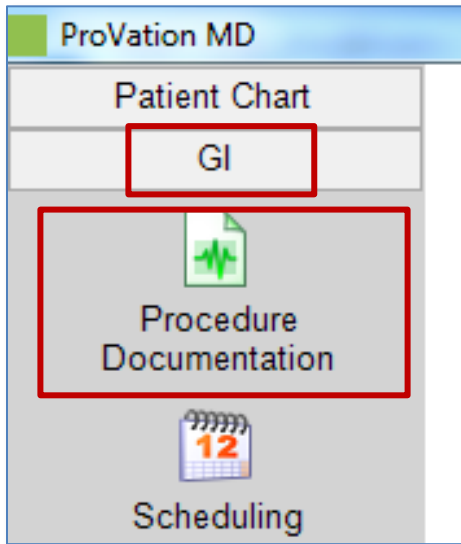 ProVation MD
Patient Chart
GI
Procedure
Documentation
12
Scheduling